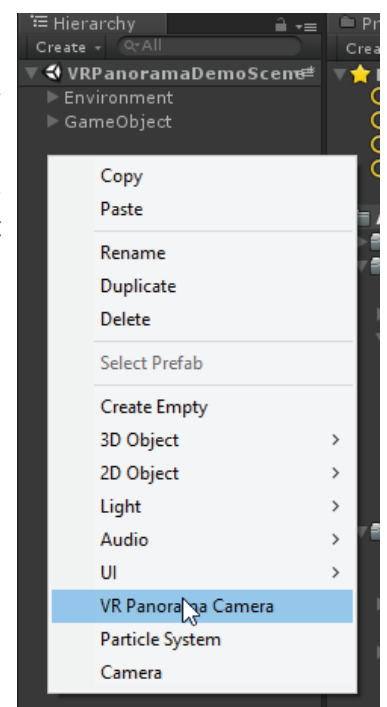 Hierarchy
Create
All
VRPanoramaDemoScene
Environment
GameObject
Copy
Paste
Rename
Duplicate
Delete
Select Prefab
Create Empty
3D Object
2D Object
Light
Audio
UI
VR Panorama Camera
Particle System
Camera